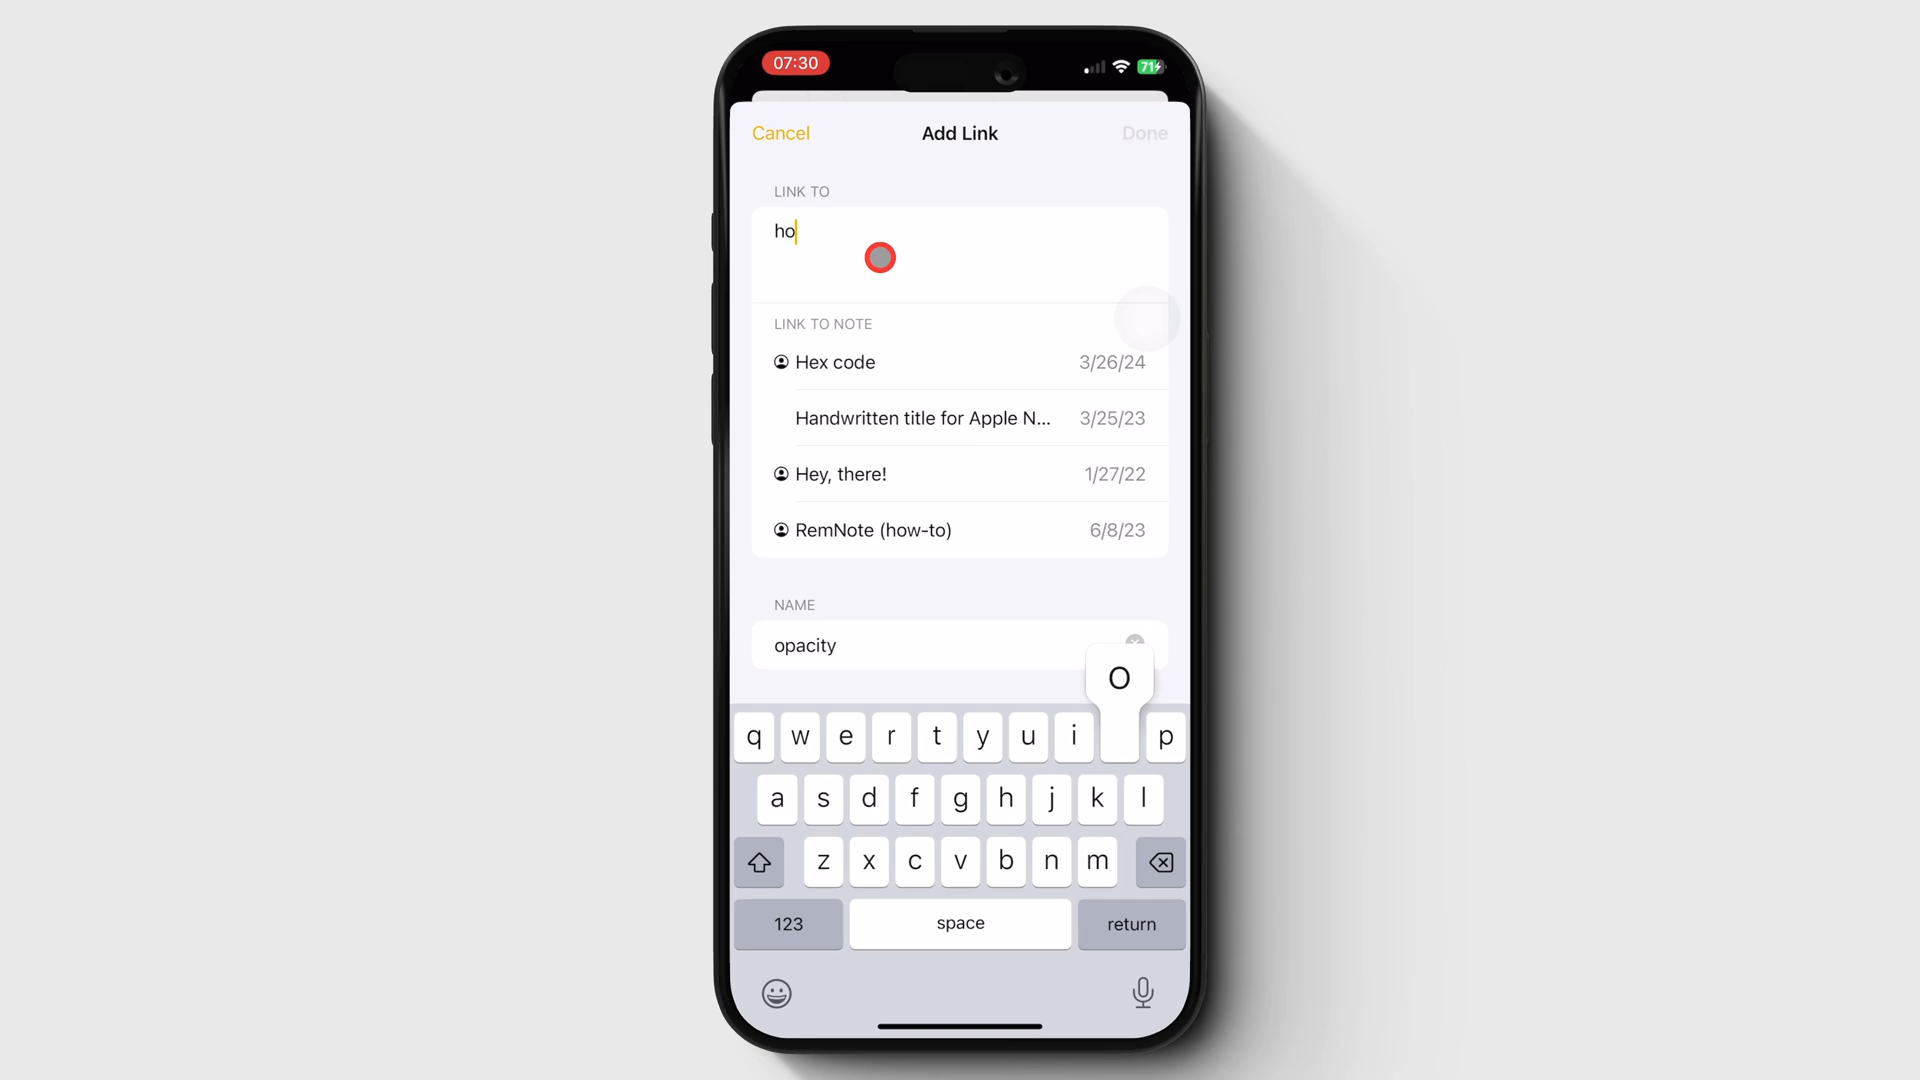 07:30
71
Cancel Add Link Done
LINK TO
ho
LINK TO NOTE
Hex code 3/26/24
Handwritten title for Apple N... 3/25/23
Hey, there! 1/27/22
RemNote (how-to) 6/8/23
NAME
opacity
O
q w e r t y u i p
a s d f g h j k l
z x c v b n m
123 space return